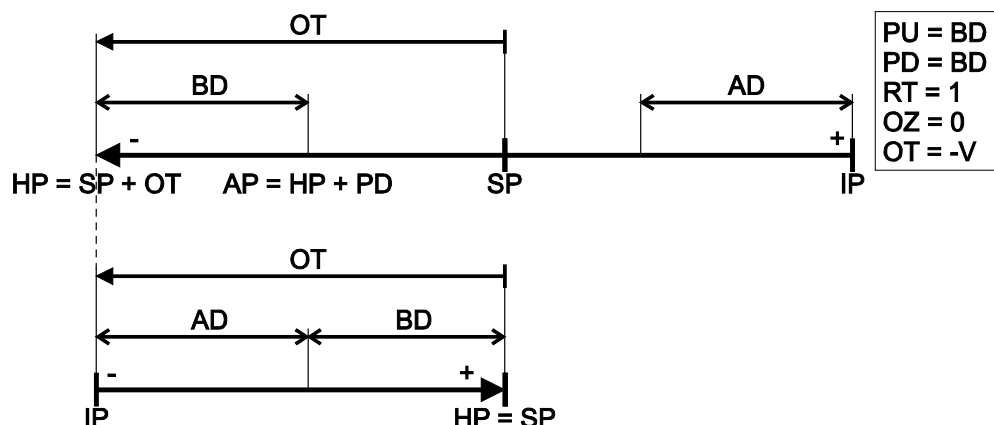 OT
BD
AD
- +
HP = SP + OT AP = HP + PD SP IP
PU = BD
PD = BD
RT = 1
OZ = 0
OT = -V
OT
AD BD
- +
IP HP = SP